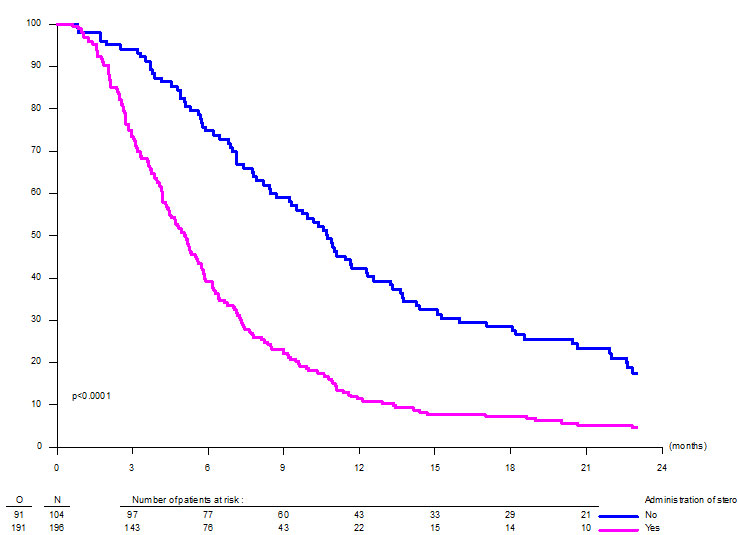 100
90
80
70
60
50
40
30
20
10
0
p<0.0001
(months)
0 3 6 9 12 15 18 21 24
O N Number of patients at risk : Administration of stero
91 104 97 77 60 43 33 29 21 No
191 196 143 76 43 22 15 14 10 Yes